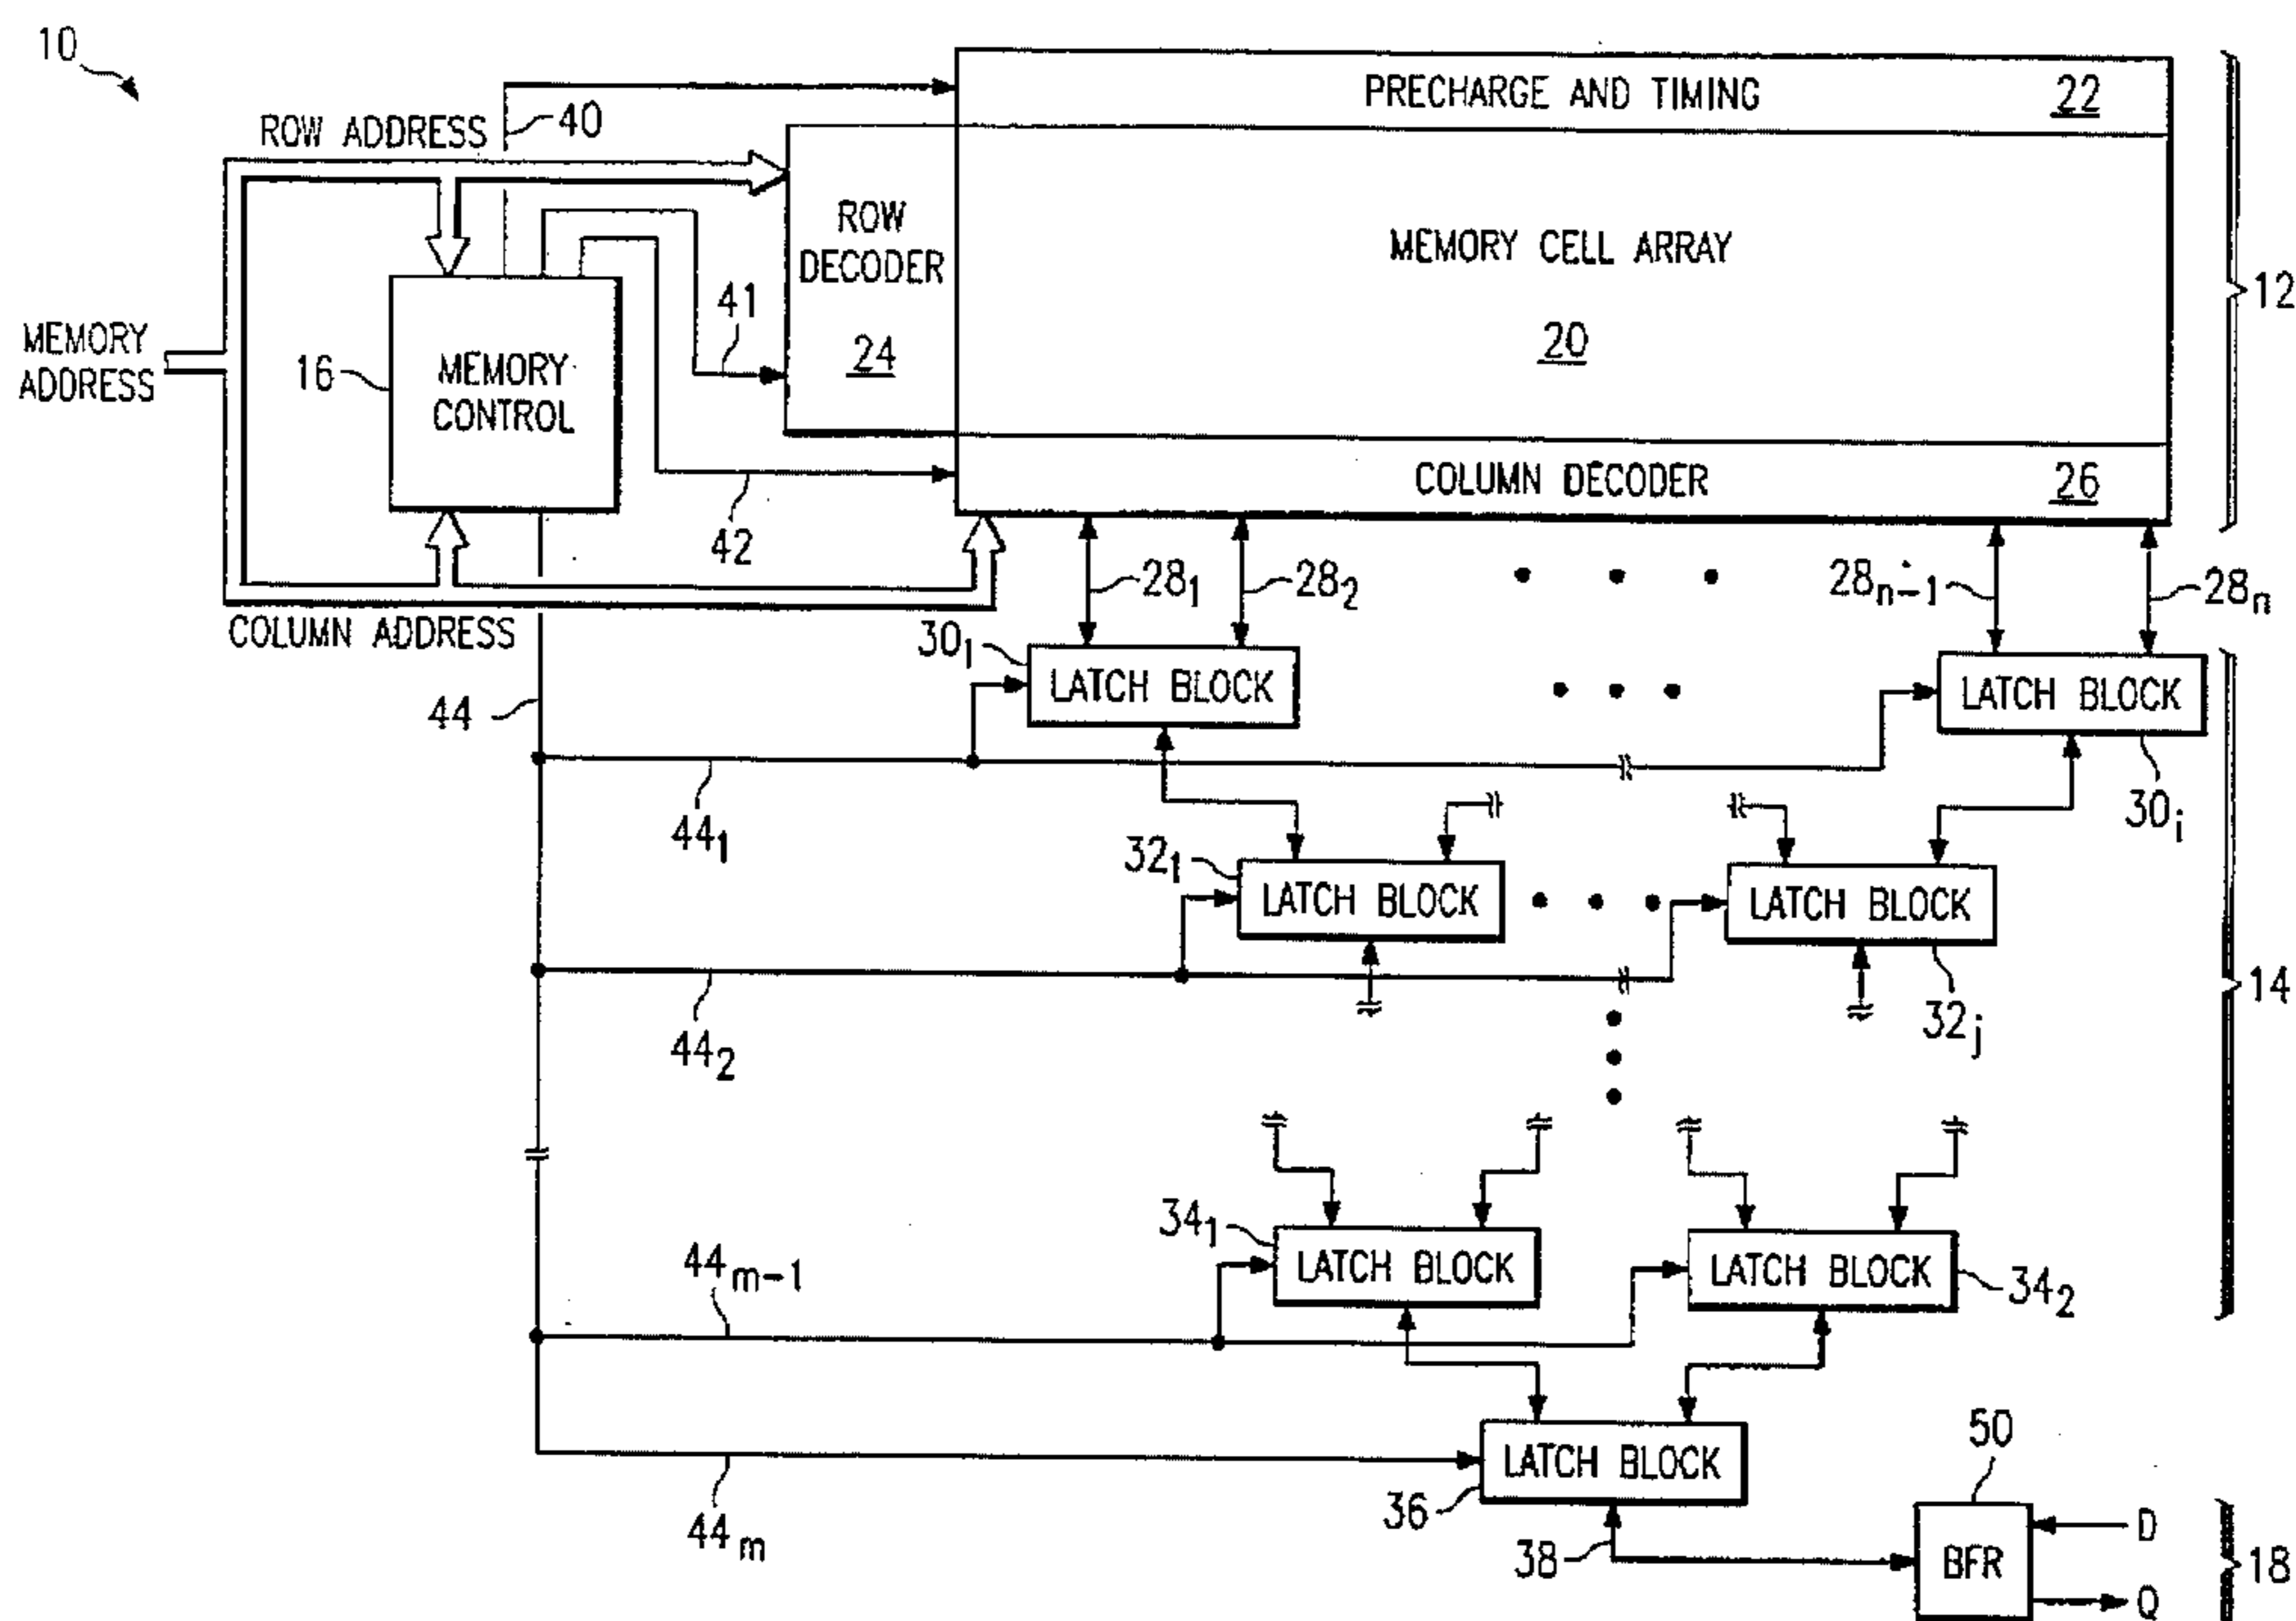 10
PRECHARGE AND TIMING 22
ROW ADDRESS
40
ROW DECODER 24
MEMORY CELL ARRAY
20
12
MEMORY ADDRESS
16
MEMORY CONTROL
41
COLUMN DECODER 26
42
28₁
28₂
28ₙ₋₁
28ₙ
COLUMN ADDRESS
30₁
LATCH BLOCK
LATCH BLOCK
44
44₁
30ᵢ
32₁
LATCH BLOCK
LATCH BLOCK
14
44₂
32ⱼ
34₁
LATCH BLOCK
LATCH BLOCK
34₂
44ₘ₋₁
LATCH BLOCK
36
50
44ₘ
38
BFR
D
Q
18